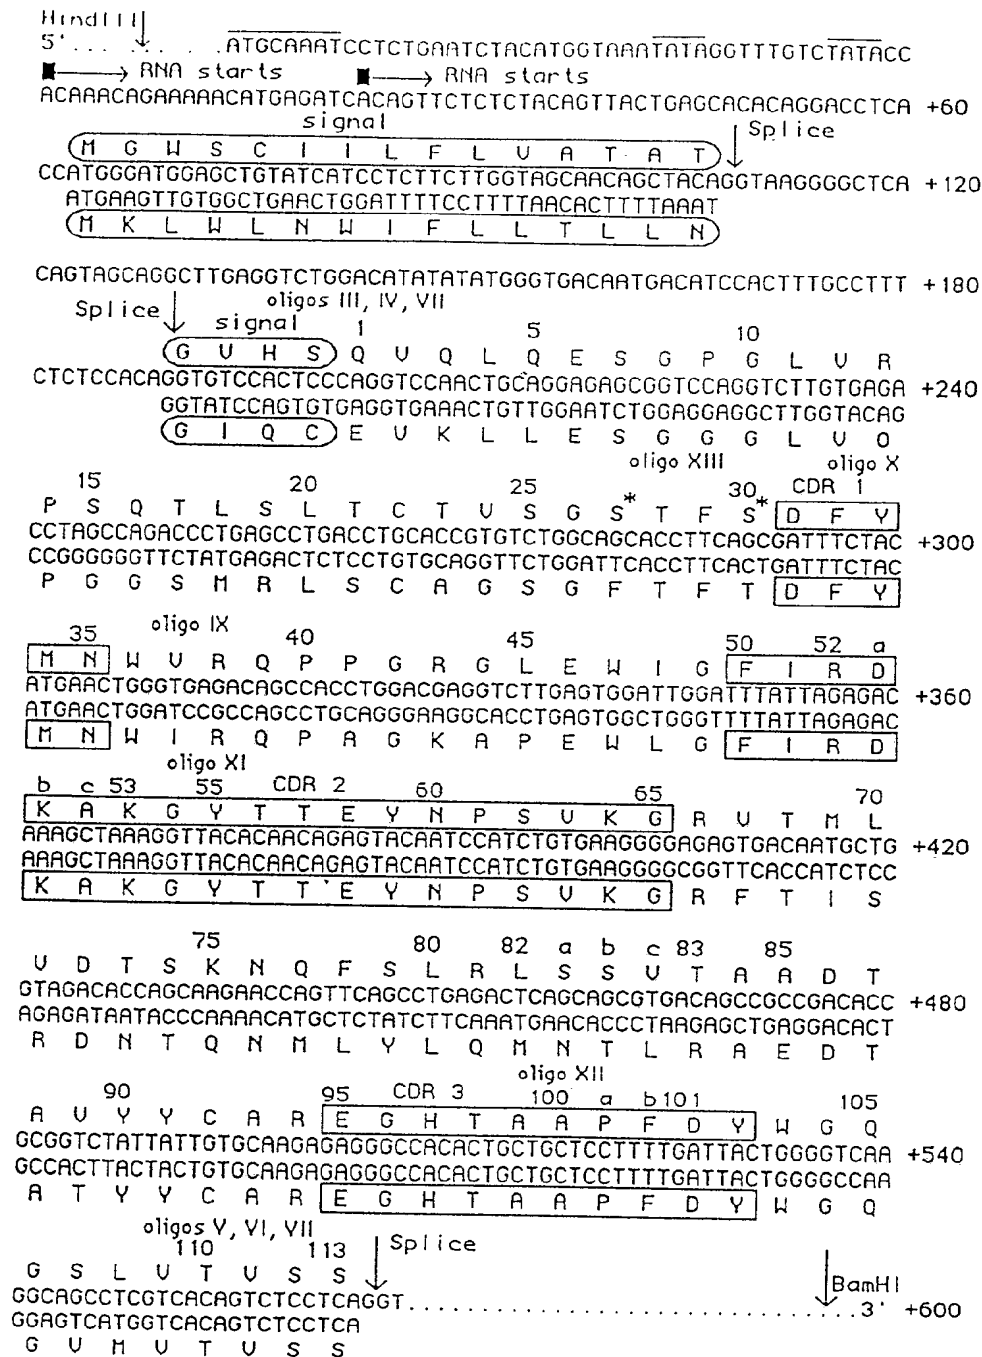 HindIII
5'. . . . . . . . . .ATGCAAATCCTCTGAATCTACATGGTAAATATAGGTTTGTCTATACC
RNA starts RNA starts
ACAAACAGAAAAACATGAGATCACAGTTCTCTCTACAGTTACTGAGCACACAGGACCTCA +60
signal Splice
M G W S C I I L F L V A T A T
CCATGGGATGGAGCTGTATCATCCTCTTCTTGGTAGCAACAGCTACAGGTAAGGGGCTCA +120
ATGAAGTTGTGGCTGAACTGGATTTTCCTTTTAACACTTTTAAAT
M K L W L N W I F L L T L L N
CAGTAGCAGGCTTGAGGTCTGGACATATATATGGGTGACAATGACATCCACTTTGCCTTT +180
oligos III, IV, VII
Splice signal 1 5 10
G V H S Q V Q L Q E S G P G L V R
CTCTCCACAGGTGTCCACTCCCAGGTCCAACTGCAGGAGAGCGGTCCAGGTCTTGTGAGA +240
GGTATCCAGTGTGAGGTGAAACTGTTGGAATCTGGAGGAGGCTTGGTACAG
G I Q C E V K L L E S G G G L V Q
oligo XIII oligo X
15 20 25 30 CDR 1
P S Q T L S L T C T V S G S* T F S* D F Y
CCTAGCCAGACCCTGAGCCTGACCTGCACCGTGTCTGGCAGCACCTTCAGCGATTTCTAC +300
CCGGGGGGTTCTATGAGACTCTCCTGTGCAGGTTCTGGATTCACCTTCACTGATTTCTAC
P G G S M R L S C A G S G F T F T D F Y
oligo IX
35 40 45 50 52 a
M N W V R Q P P G R G L E W I G F I R D
ATGAACTGGGTGAGACAGCCACCTGGACGAGGTCTTGAGTGGATTGGATTTATTAGAGAC +360
ATGAACTGGATCCGCCAGCCTGCAGGGAAGGCACCTGAGTGGCTGGGTTTTATTAGAGAC
M N W I R Q P A G K A P E W L G F I R D
oligo XI
b c 53 55 CDR 2 60 65 70
K A K G Y T T E Y N P S V K G R V T M L
AAAGCTAAAGGTTACACAACAGAGTACAATCCATCTGTGAAGGGGAGAGTGACAATGCTG +420
AAAGCTAAAGGTTACACAACAGAGTACAATCCATCTGTGAAGGGGCGGTTCACCATCTCC
K A K G Y T T E Y N P S V K G R F T I S
75 80 82 a b c 83 85
V D T S K N Q F S L R L S S V T A A D T
GTAGACACCAGCAAGAACCAGTTCAGCCTGAGACTCAGCAGCGTGACAGCCGCCGACACC +480
AGAGATAATACCCAAAACATGCTCTATCTTCAAATGAACACCCTAAGAGCTGAGGACACT
R D N T Q N M L Y L Q M N T L R A E D T
oligo XII
90 95 CDR 3 100 a b 101 105
A V Y Y C A R E G H T A A P F D Y W G Q
GCGGTCTATTATTGTGCAAGAGAGGGCCACACTGCTGCTCCTTTTGATTACTGGGGTCAA +540
GCCACTTACTACTGTGCAAGAGAGGGCCACACTGCTGCTCCTTTTGATTACTGGGGCCAA
A T Y Y C A R E G H T A A P F D Y W G Q
oligos V, VI, VII
110 113 Splice
G S L V T V S S BamHI
GGCAGCCTCGTCACAGTCTCCTCAGGT. . . . . . . . . . . . . . . . . . . . . . .3' +600
GGAGTCATGGTCACAGTCTCCTCA
G V M V T V S S